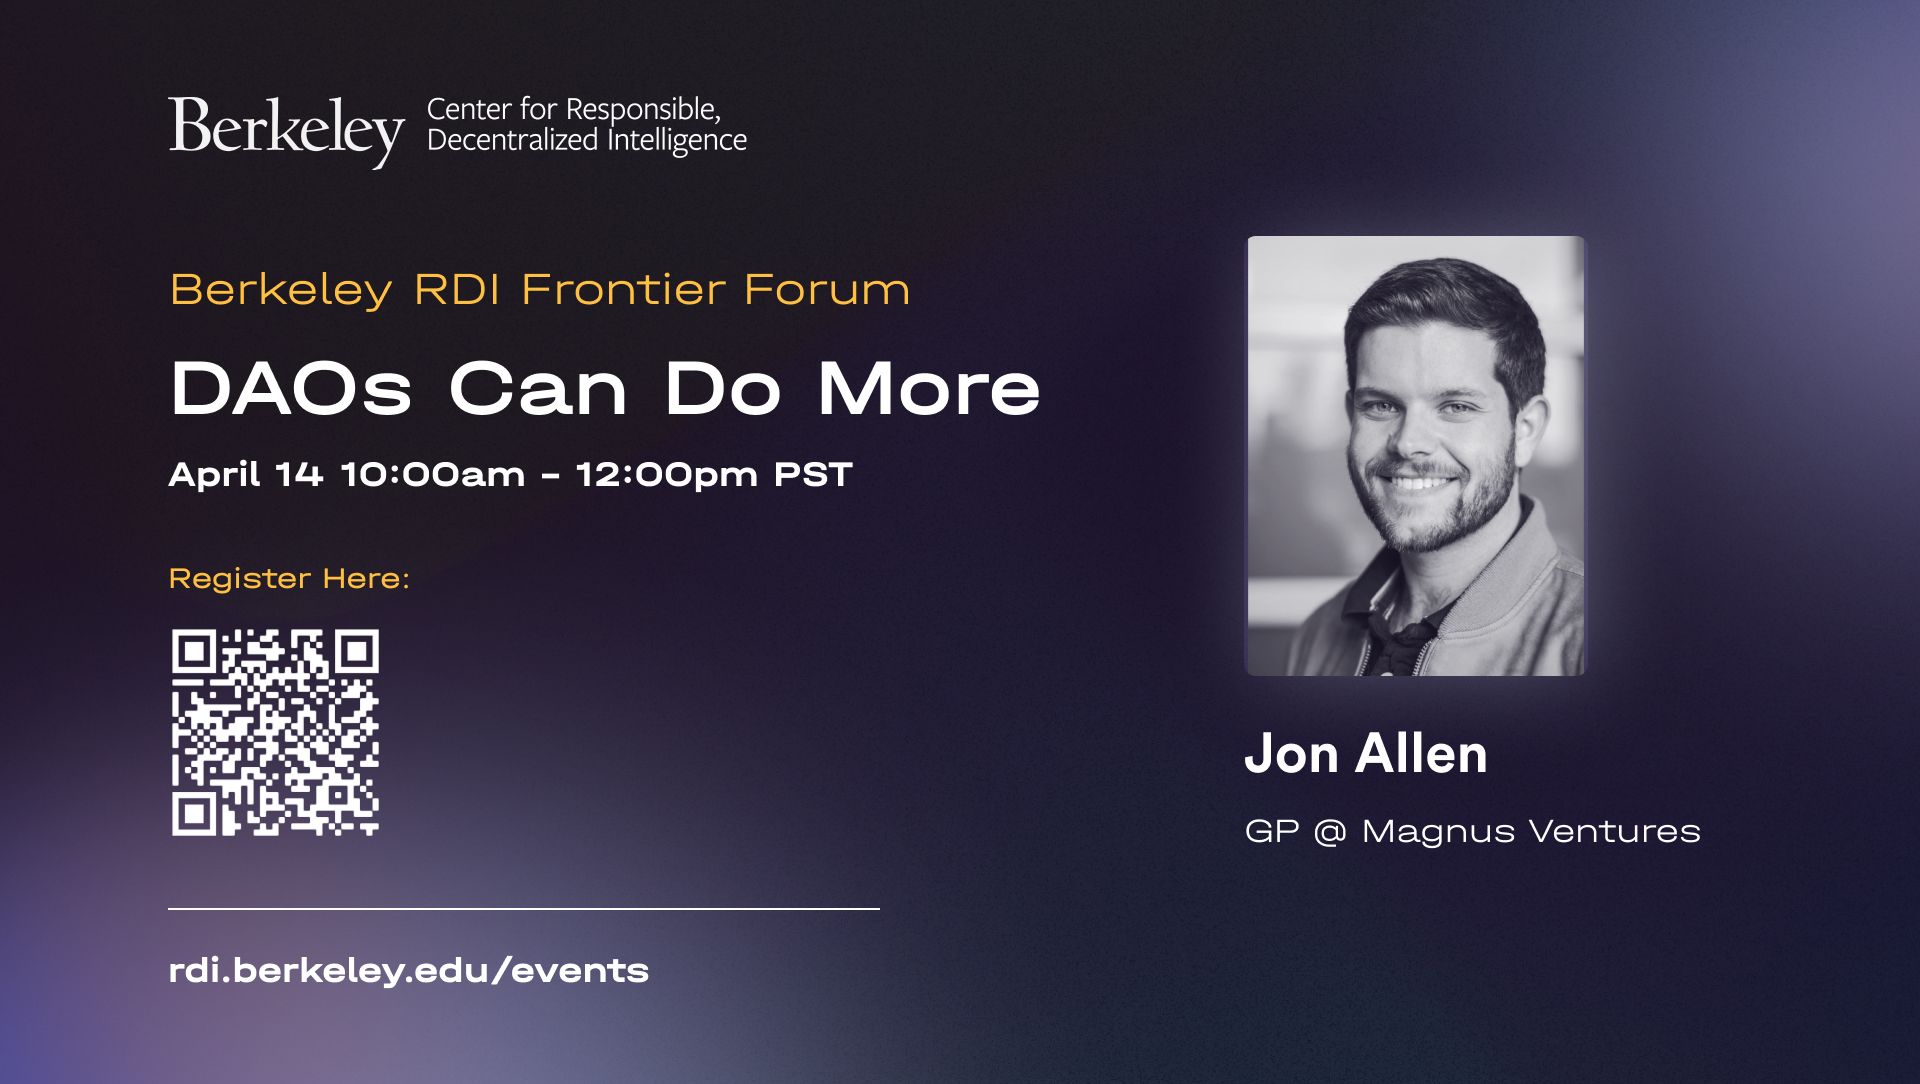 Berkeley
Center for Responsible,
Decentralized Intelligence
Berkeley RDI Frontier Forum
DAOs Can Do More
April 14 10:00am – 12:00pm PST
Register Here:
rdi.berkeley.edu/events
Jon Allen
GP @ Magnus Ventures